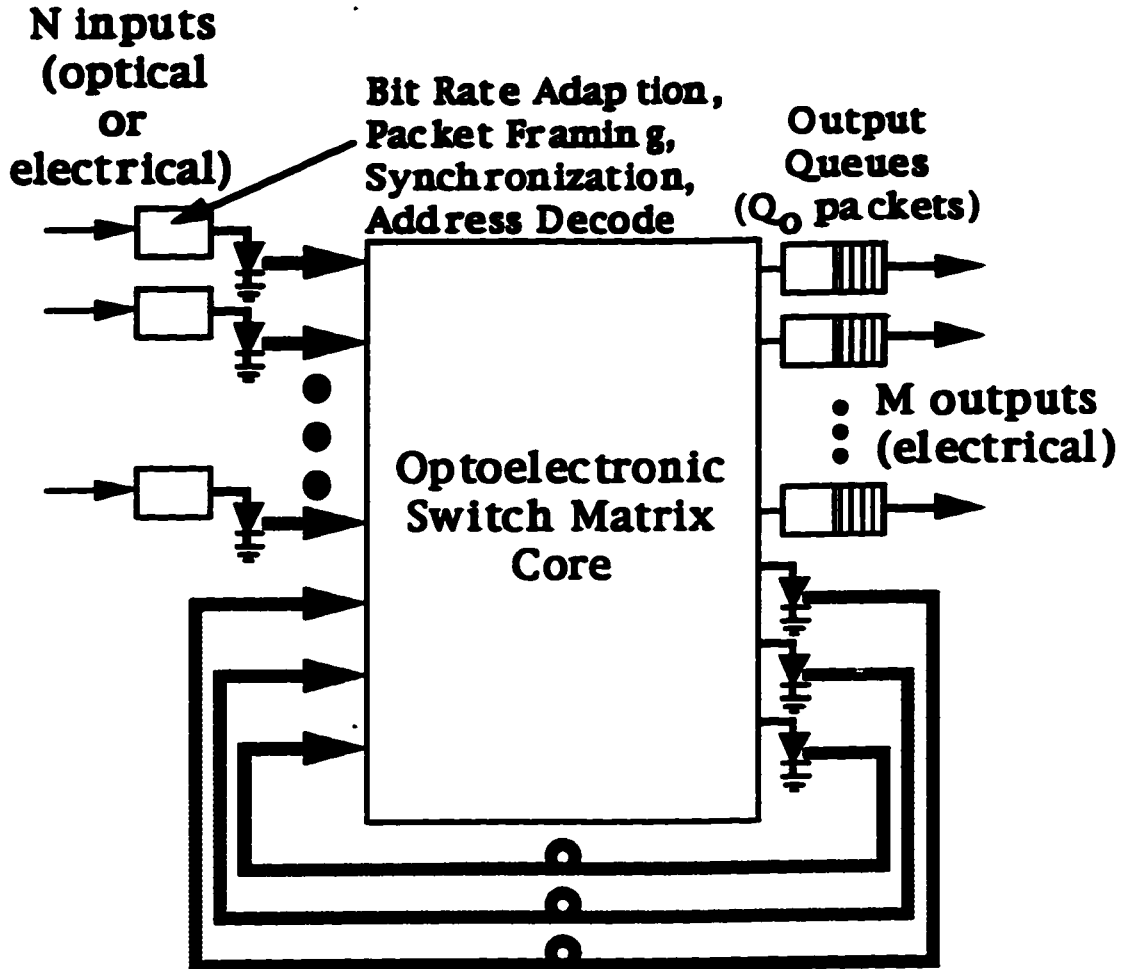 N inputs
(optical
or
electrical)
Bit Rate Adaption,
Packet Framing,
Synchronization,
Address Decode
Output
Queues
(Qo packets)
M outputs
(electrical)
Optoelectronic
Switch Matrix
Core